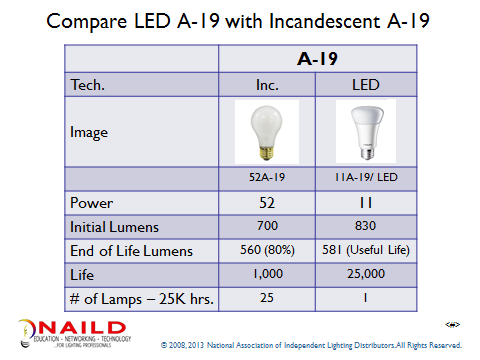 Compare LED A-19 with Incandescent A-19
A-19
Tech. Inc. LED
Image
52A-19 11A-19/ LED
Power 52 11
Initial Lumens 700 830
End of Life Lumens 560 (80%) 581 (Useful Life)
Life 1,000 25,000
# of Lamps – 25K hrs. 25 1
NAILD
EDUCATION - NETWORKING - TECHNOLOGY
...FOR LIGHTING PROFESSIONALS
© 2008, 2013 National Association of Independent Lighting Distributors. All Rights Reserved.
‹#›